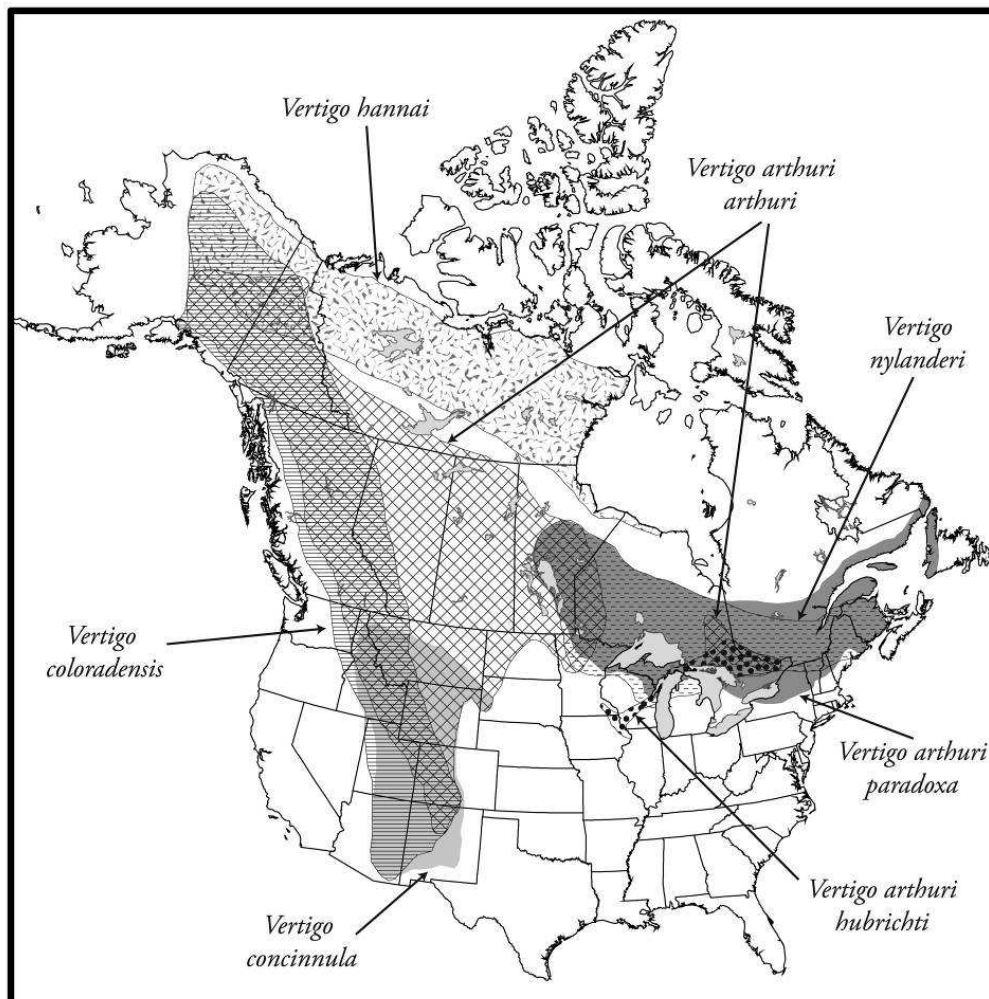 Vertigo hannai
Vertigo arthuri
arthuri
Vertigo
nylanderi
Vertigo
coloradensis
Vertigo arthuri
paradoxa
Vertigo arthuri
hubrichti
Vertigo
concinnula